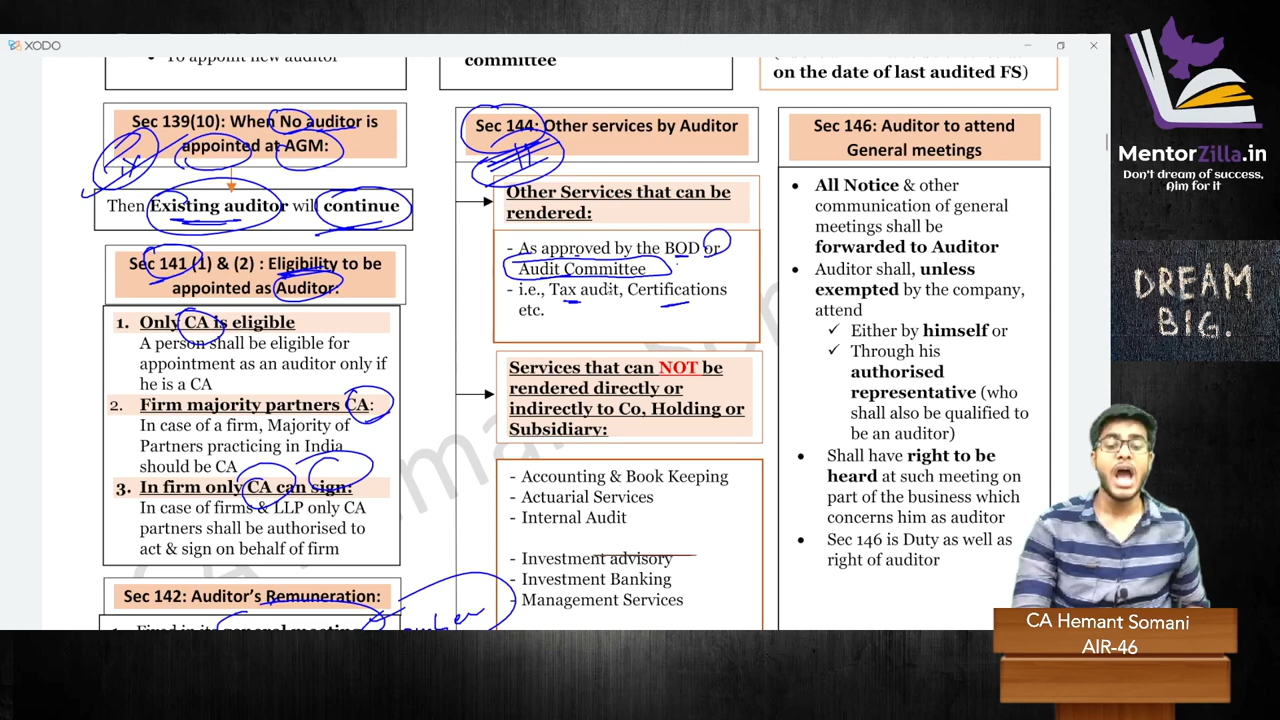 XODO
To appoint new auditor
committee
on the date of last audited FS)
Sec 139(10): When No auditor is
appointed at AGM:
Then Existing auditor will continue
Sec 141 (1) & (2) : Eligibility to be
appointed as Auditor:
1. Only CA is eligible
A person shall be eligible for
appointment as an auditor only if
he is a CA
2. Firm majority partners CA:
In case of a firm, Majority of
Partners practicing in India
should be CA
3. In firm only CA can sign:
In case of firms & LLP only CA
partners shall be authorised to
act & sign on behalf of firm
Sec 142: Auditor's Remuneration:
1. Fixed in its general meeting
Sec 144: Other services by Auditor
Other Services that can be
rendered:
- As approved by the BOD or
Audit Committee
- i.e., Tax audit, Certifications
etc.
Services that can NOT be
rendered directly or
indirectly to Co, Holding or
Subsidiary:
- Accounting & Book Keeping
- Actuarial Services
- Internal Audit
- Investment advisory
- Investment Banking
- Management Services
Sec 146: Auditor to attend
General meetings
All Notice & other
communication of general
meetings shall be
forwarded to Auditor
Auditor shall, unless
exempted by the company,
attend
✓ Either by himself or
✓ Through his
authorised
representative (who
shall also be qualified to
be an auditor)
Shall have right to be
heard at such meeting on
part of the business which
concerns him as auditor
Sec 146 is Duty as well as
right of auditor
MentorZilla.in
Don't dream of success,
Aim for it
DREAM
BIG.
CA Hemant Somani
AIR-46